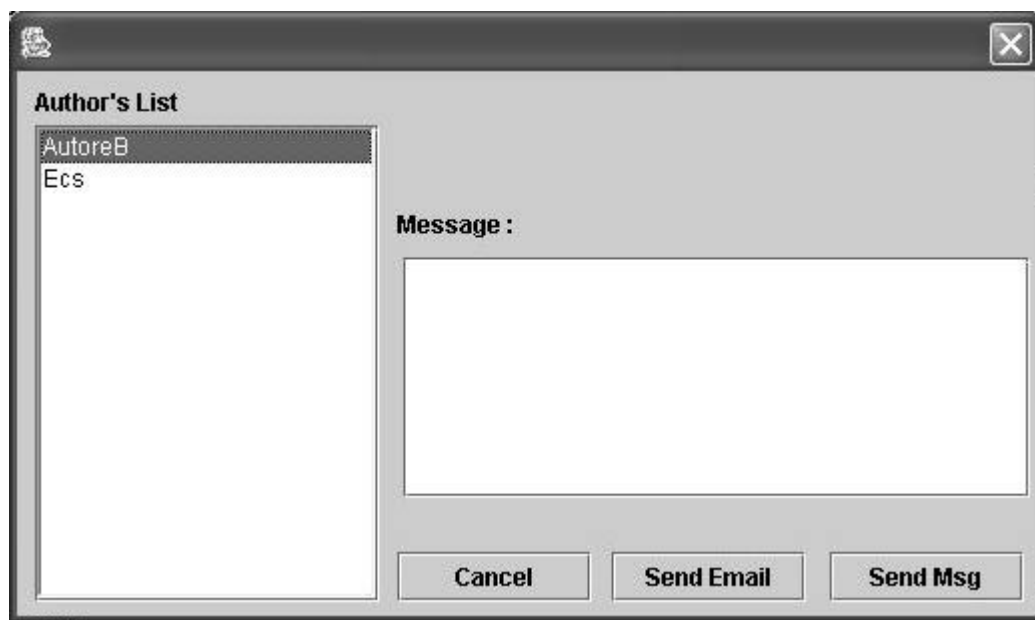 Author's List
AutoreB
Ecs
Message :
Cancel
Send Email
Send Msg